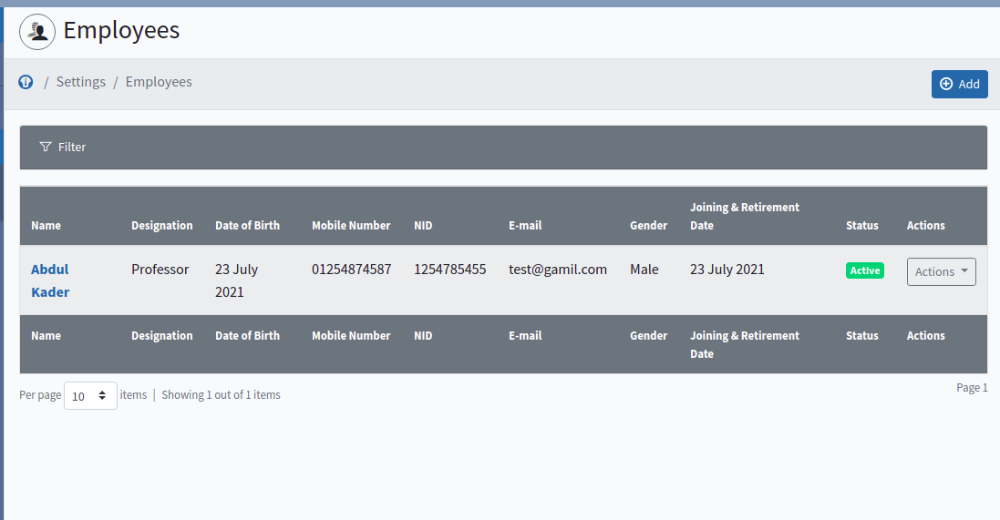 Employees
/ Settings / Employees
Add
Filter
Name Designation Date of Birth Mobile Number NID E-mail Gender Joining & Retirement Date Status Actions
Abdul Kader Professor 23 July 2021 01254874587 1254785455 test@gamil.com Male 23 July 2021 Active Actions
Name Designation Date of Birth Mobile Number NID E-mail Gender Joining & Retirement Date Status Actions
Per page 10 items | Showing 1 out of 1 items
Page 1